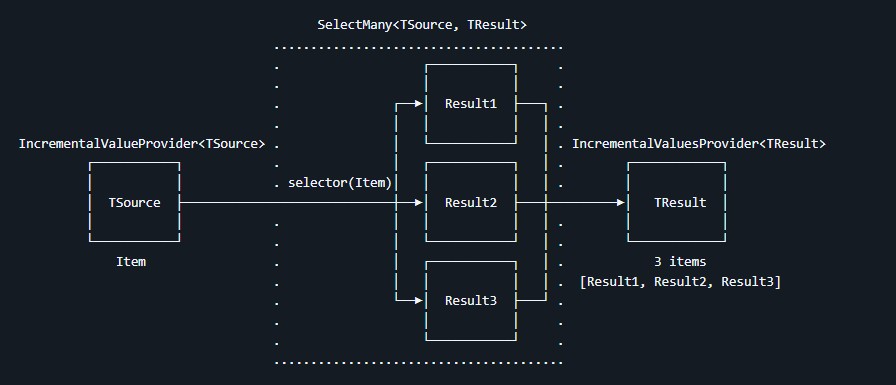 SelectMany<TSource, TResult>
Result1
IncrementalValueProvider<TSource>
IncrementalValuesProvider<TResult>
selector(Item)
TSource
Result2
TResult
Item
3 items
[Result1, Result2, Result3]
Result3